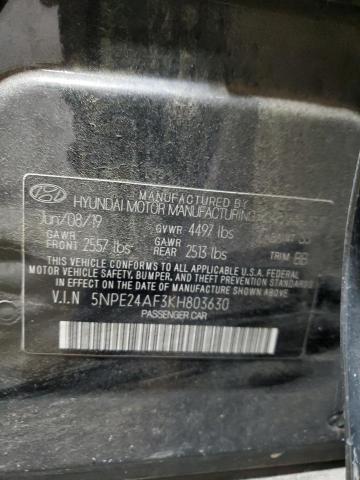 MANUFACTURED BY
HYUNDAI MOTOR MANUFACTURING
Jun/08/19 GVWR 4497 lbs
GAWR FRONT 2557 lbs GAWR REAR 2513 lbs TRIM
THIS VEHICLE CONFORMS TO ALL APPLICABLE U.S.A. FEDERAL
MOTOR VEHICLE SAFETY, BUMPER, AND THEFT PREVENTION STANDARDS
IN EFFECT ON THE DATE OF MANUFACTURE SHOWN ABOVE.
V.I.N 5NPE24AF3KH803630
PASSENGER CAR